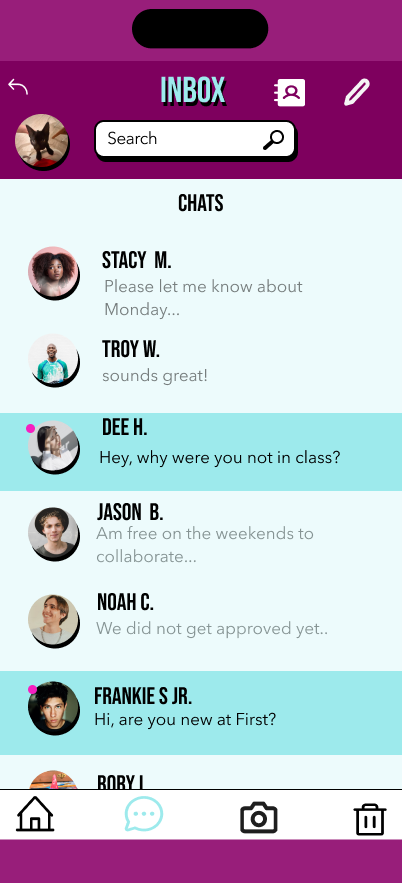 INBOX
Search
CHATS
STACY M.
Please let me know about
Monday...
TROY W.
sounds great!
DEE H.
Hey, why were you not in class?
JASON B.
Am free on the weekends to
collaborate...
NOAH C.
We did not get approved yet..
FRANKIE S JR.
Hi, are you new at First?